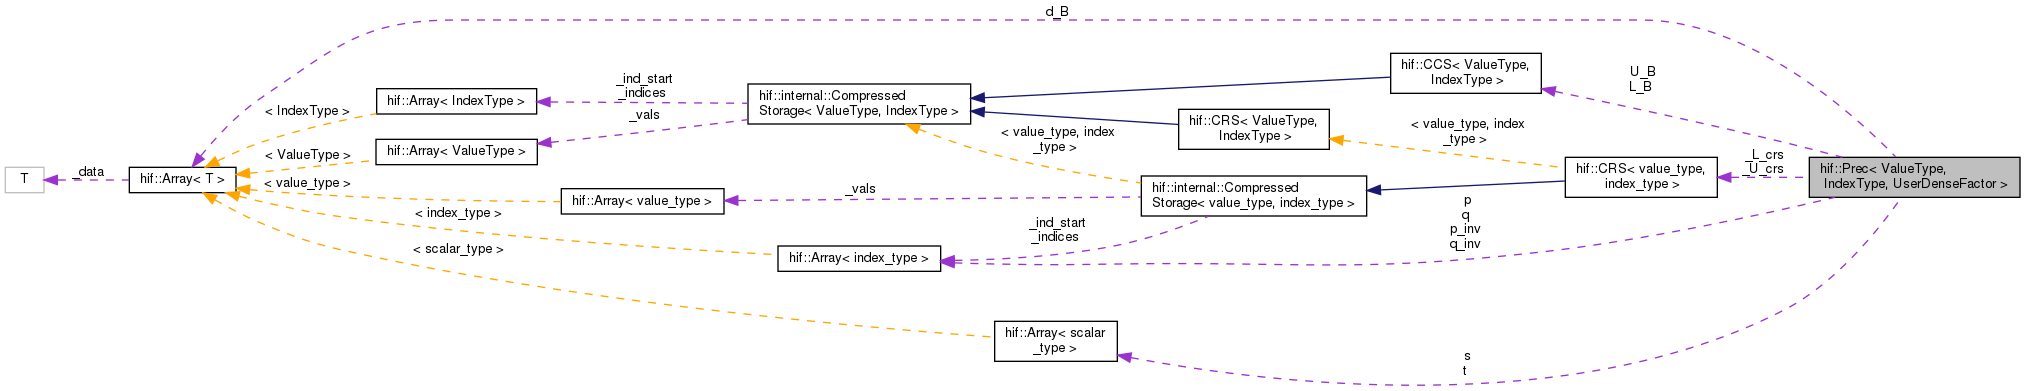 d_B
hif::CCS< ValueType,
IndexType >
U_B
L_B
_ind_start
_indices
hif::internal::Compressed
Storage< ValueType, IndexType >
hif::Array< IndexType >
< IndexType >
_vals
hif::CRS< ValueType,
IndexType >
< value_type, index
_type >
< value_type, index
_type >
hif::Array< ValueType >
< ValueType >
T
_data
hif::Array< T >
< value_type >
_L_crs
_U_crs
hif::CRS< value_type,
index_type >
hif::Prec< ValueType,
IndexType, UserDenseFactor >
hif::internal::Compressed
Storage< value_type, index_type >
_vals
hif::Array< value_type >
< index_type >
_ind_start
_indices
p
q
p_inv
q_inv
< scalar_type >
hif::Array< index_type >
hif::Array< scalar
_type >
s
t